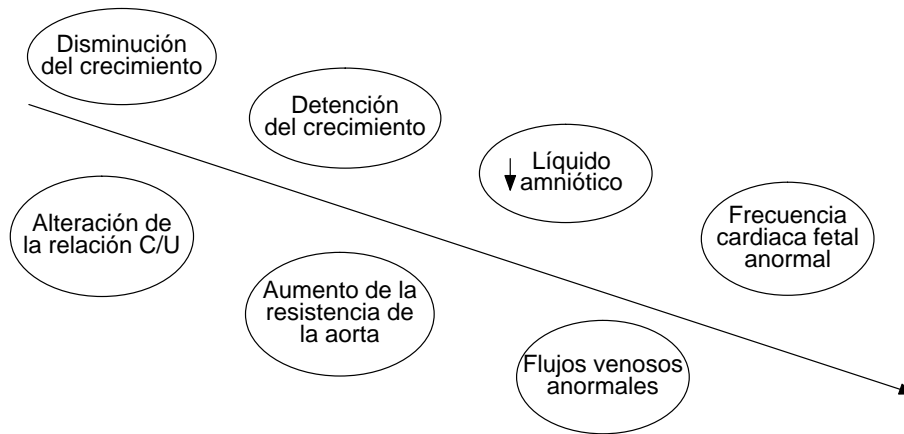 Disminución
del crecimiento
Detención
del crecimiento
Líquido
amniótico
Frecuencia
cardiaca fetal
anormal
Alteración de
la relación C/U
Aumento de la
resistencia de
la aorta
Flujos venosos
anormales